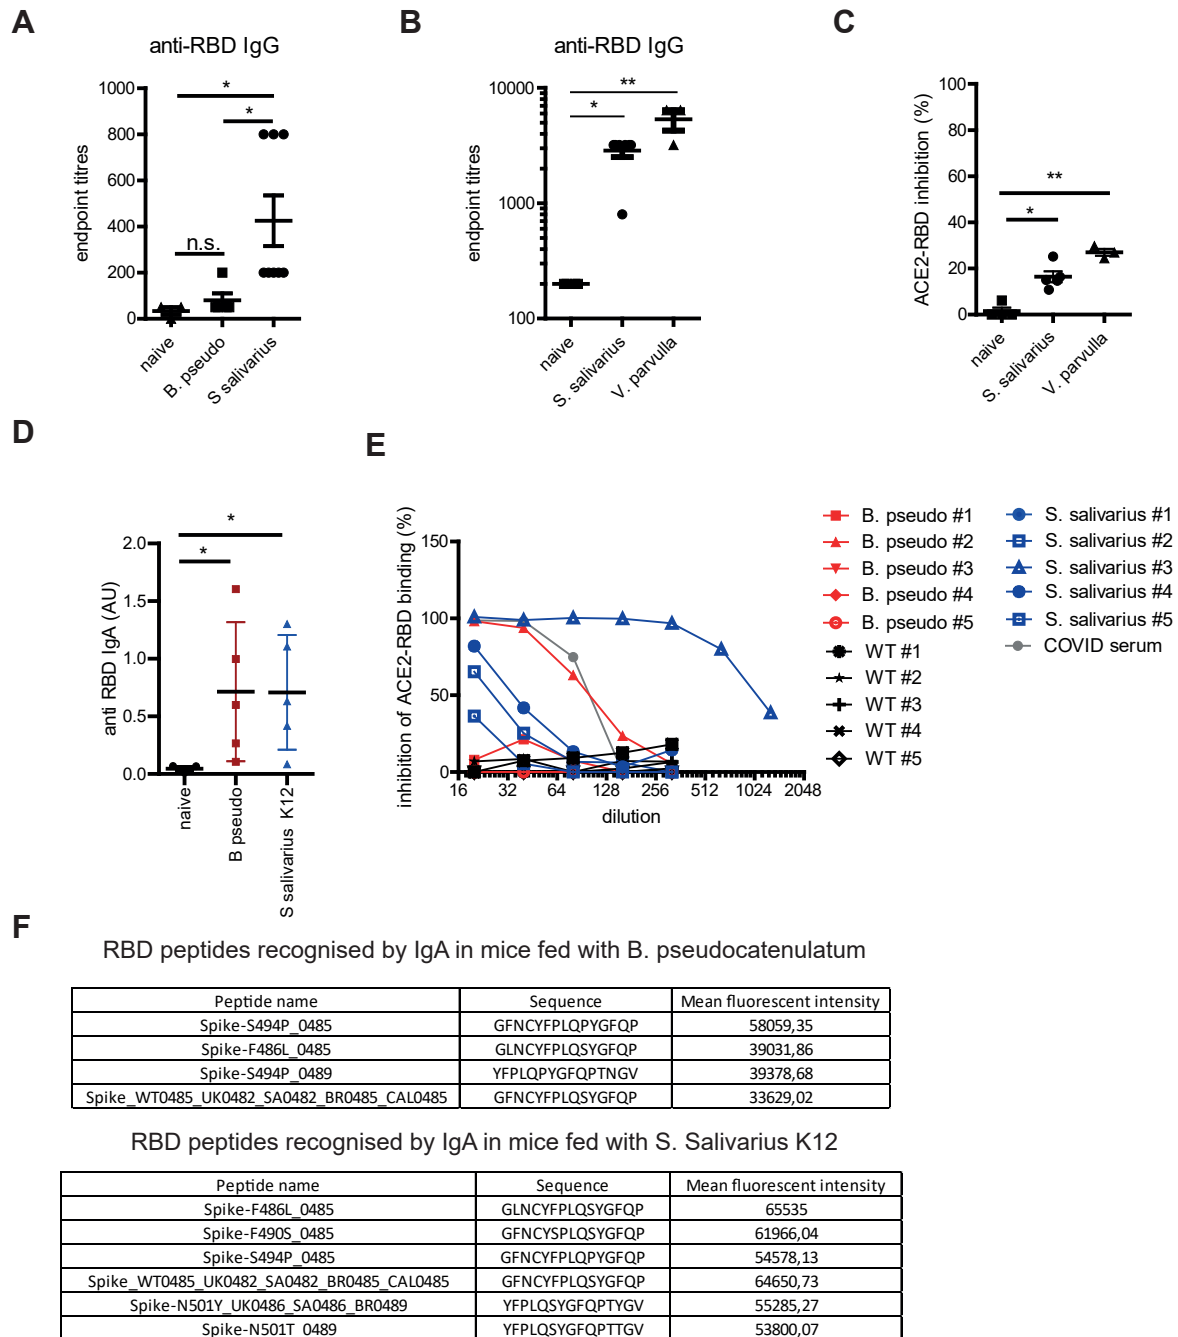 A
anti-RBD IgG
endpoint titres
1000
800
600
400
200
0
*
*
n.s.
naive
B. pseudo
S salivarius
B
anti-RBD IgG
endpoint titres
10000
1000
100
**
*
naive
S. salivarius
V. parvulla
C
ACE2-RBD inhibition (%)
100
80
60
40
20
0
**
*
naive
S. salivarius
V. parvulla
D
anti RBD IgA (AU)
2.0
1.5
1.0
0.5
0.0
*
*
naive
B pseudo
S salivarius K12
E
inhibition of ACE2-RBD binding (%)
150
100
50
0
16 32 64 128 256 512 1024 2048
dilution
B. pseudo #1
B. pseudo #2
B. pseudo #3
B. pseudo #4
B. pseudo #5
WT #1
WT #2
WT #3
WT #4
WT #5
S. salivarius #1
S. salivarius #2
S. salivarius #3
S. salivarius #4
S. salivarius #5
COVID serum
F
RBD peptides recognised by IgA in mice fed with B. pseudocatenulatum
Peptide name Sequence Mean fluorescent intensity
Spike-S494P_0485 GFNCYFPLQPYGFQP 58059,35
Spike-F486L_0485 GLNCYFPLQSYGFQP 39031,86
Spike-S494P_0489 YFPLQPYGFQPTNGV 39378,68
Spike_WT0485_UK0482_SA0482_BR0485_CAL0485 GFNCYFPLQSYGFQP 33629,02
RBD peptides recognised by IgA in mice fed with S. Salivarius K12
Peptide name Sequence Mean fluorescent intensity
Spike-F486L_0485 GLNCYFPLQSYGFQP 65535
Spike-F490S_0485 GFNCYSPLQSYGFQP 61966,04
Spike-S494P_0485 GFNCYFPLQPYGFQP 54578,13
Spike_WT0485_UK0482_SA0482_BR0485_CAL0485 GFNCYFPLQSYGFQP 64650,73
Spike-N501Y_UK0486_SA0486_BR0489 YFPLQSYGFQPTYGV 55285,27
Spike-N501T_0489 YFPLQSYGFQPTTGV 53800,07